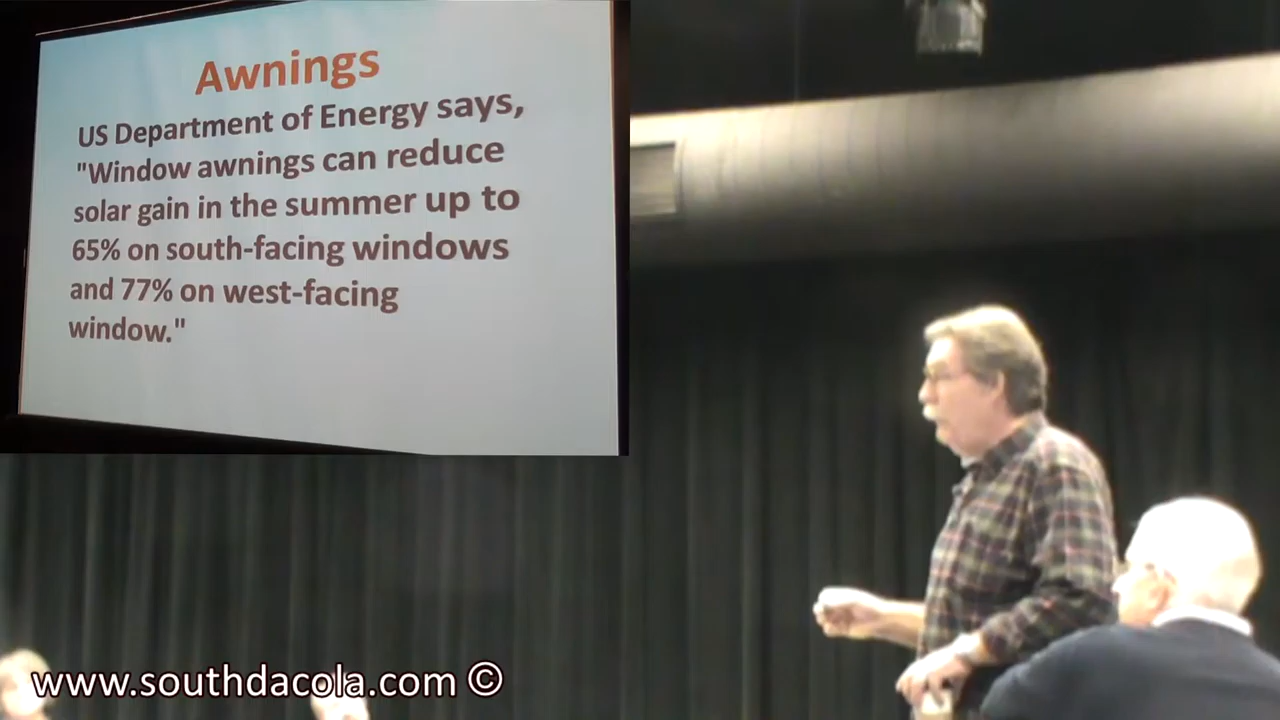 Awnings
US Department of Energy says,
"Window awnings can reduce
solar gain in the summer up to
65% on south-facing windows
and 77% on west-facing
window."
www.southdacola.com ©